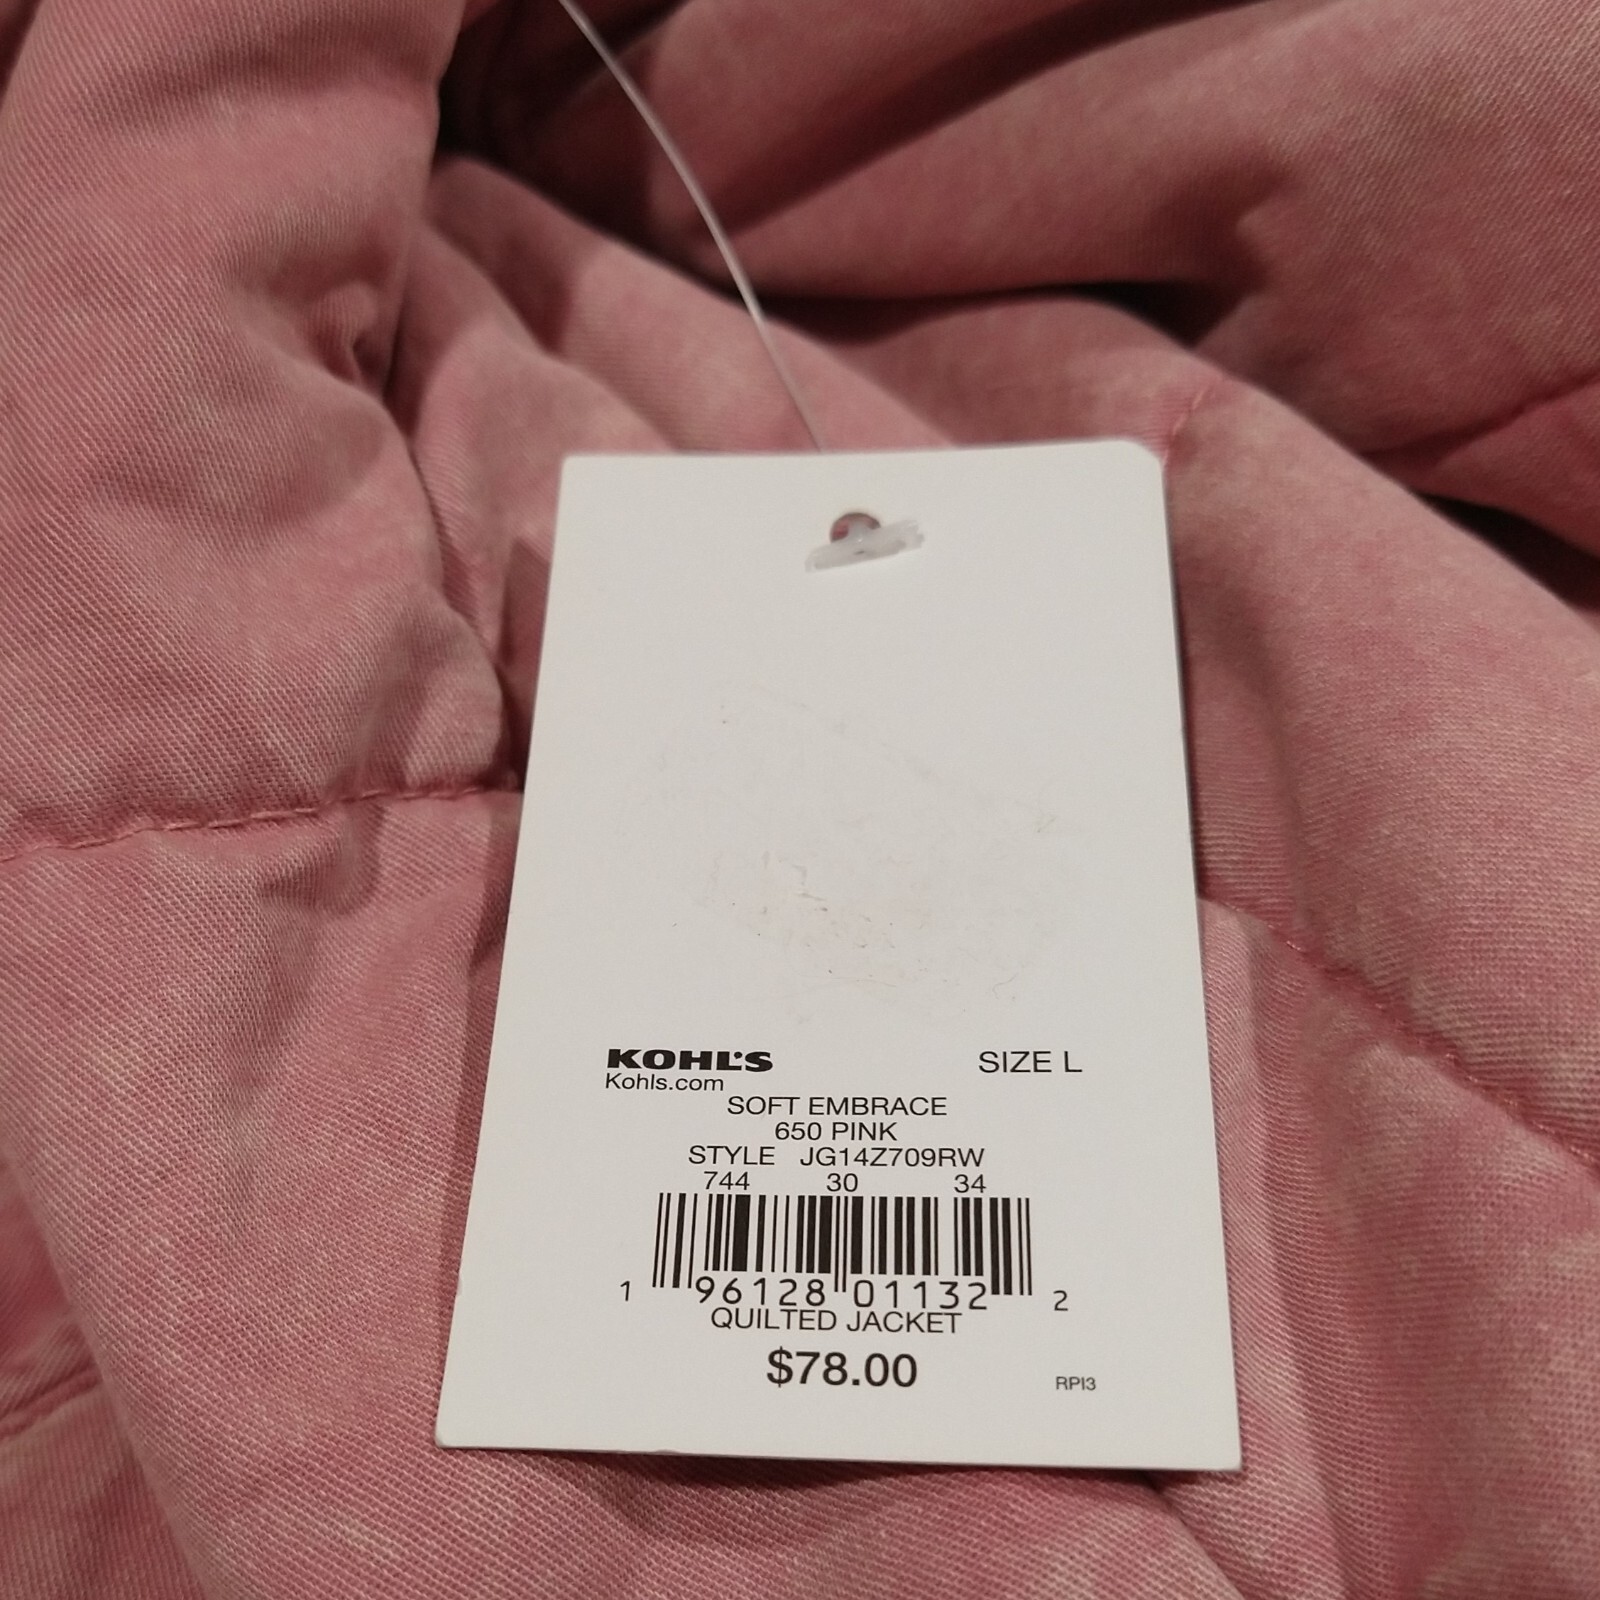 KOHL'S SIZE L
Kohls.com
SOFT EMBRACE
650 PINK
STYLE JG14Z709RW
744 30 34
1 96128 01132 2
QUILTED JACKET
$78.00
RPI3